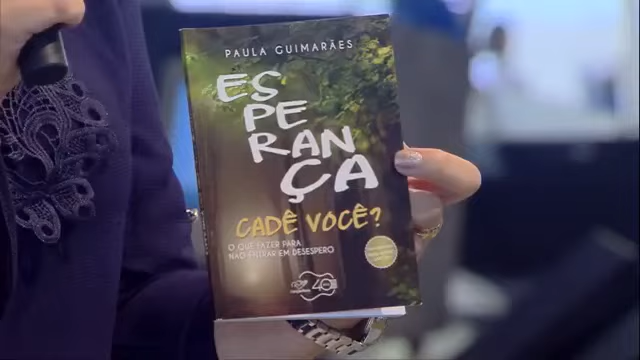 PAULA GUIMARÃES
ES
PE
RAN
ÇA
CADÊ VOCÊ?
O QUE FAZER PARA
NÃO ENTRAR EM DESESPERO